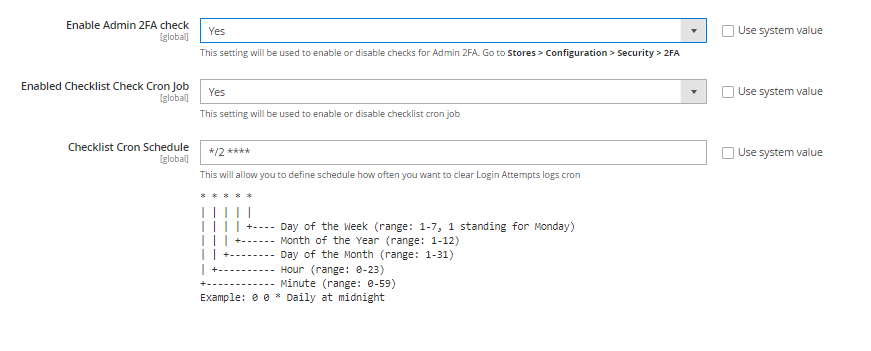 Enable Admin 2FA check
[global]
Yes
Use system value
This setting will be used to enable or disable checks for Admin 2FA. Go to Stores > Configuration > Security > 2FA
Enabled Checklist Check Cron Job
[global]
Yes
Use system value
This setting will be used to enable or disable checklist cron job
Checklist Cron Schedule
[global]
*/2 ****
Use system value
This will allow you to define schedule how often you want to clear Login Attempts logs cron
* * * * *
| | | | |
| | | | +---- Day of the Week (range: 1-7, 1 standing for Monday)
| | | +------ Month of the Year (range: 1-12)
| | +-------- Day of the Month (range: 1-31)
| +---------- Hour (range: 0-23)
+------------ Minute (range: 0-59)
Example: 0 0 * Daily at midnight